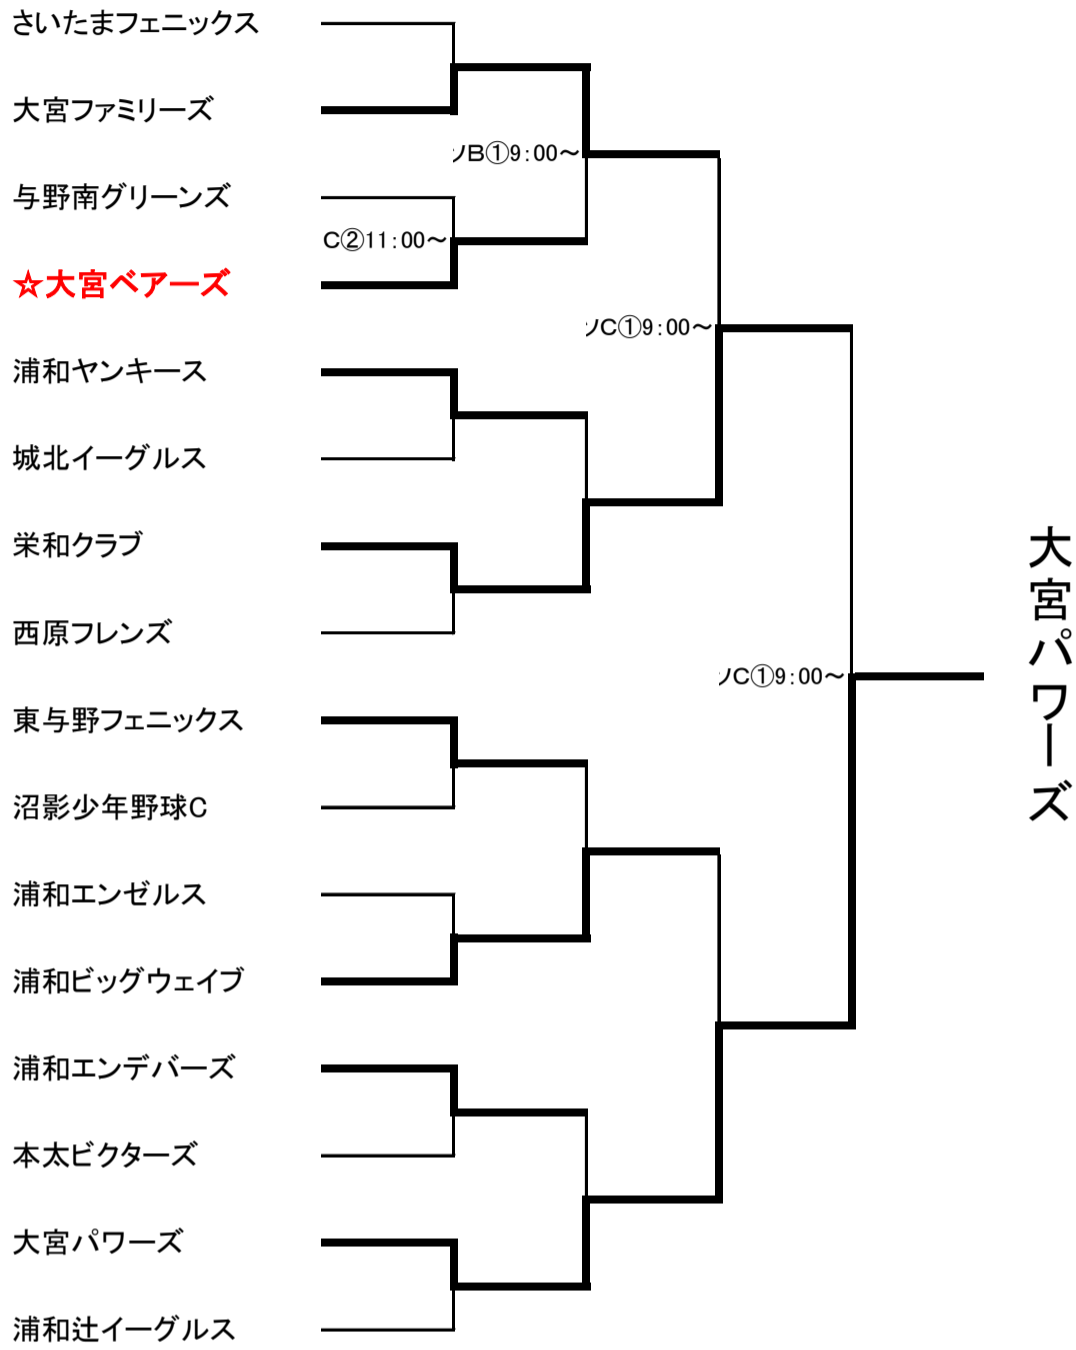 さいたまフェニックス
大宮ファミリーズ
ソB①9:00～
与野南グリーンズ
C②11:00～
☆大宮ベアーズ
ソC①9:00～
浦和ヤンキース
城北イーグルス
栄和クラブ
西原フレンズ
大宮パワーズ
ソC①9:00～
東与野フェニックス
沼影少年野球C
浦和エンゼルス
浦和ビッグウェイブ
浦和エンデバーズ
本太ビクターズ
大宮パワーズ
浦和辻イーグルス